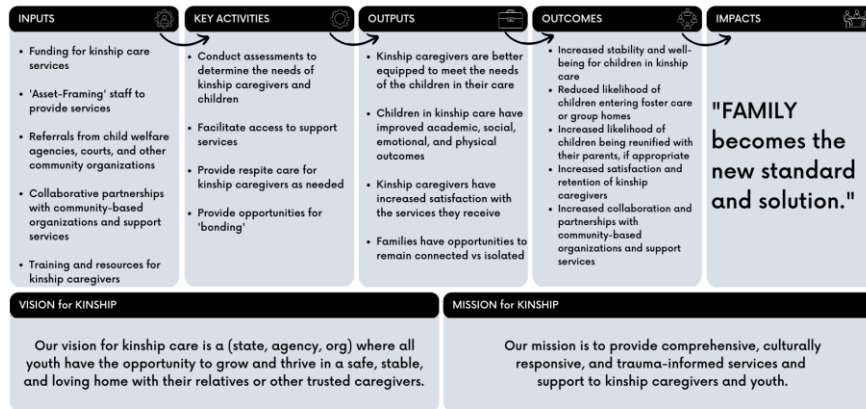 INPUTS
• Funding for kinship care
services
• 'Asset-Framing' staff to
provide services
• Referrals from child welfare
agencies, courts, and other
community organizations
• Collaborative partnerships
with community-based
organizations and support
services
• Training and resources for
kinship caregivers
KEY ACTIVITIES
• Conduct assessments to
determine the needs of
kinship caregivers and
children
• Facilitate access to support
services
• Provide respite care for
kinship caregivers as needed
• Provide opportunities for
'bonding'
OUTPUTS
• Kinship caregivers are better
equipped to meet the needs
of the children in their care
• Children in kinship care have
improved academic, social,
emotional, and physical
outcomes
• Kinship caregivers have
increased satisfaction with
the services they receive
• Families have opportunities to
remain connected vs isolated
OUTCOMES
• Increased stability and well-
being for children in kinship
care
• Reduced likelihood of
children entering foster care
or group homes
• Increased likelihood of
children being reunified with
their parents, if appropriate
• Increased satisfaction and
retention of kinship
caregivers
• Increased collaboration and
partnerships with
community-based
organizations and support
services
IMPACTS
"FAMILY
becomes the
new standard
and solution."
VISION for KINSHIP
Our vision for kinship care is a (state, agency, org) where all
youth have the opportunity to grow and thrive in a safe, stable,
and loving home with their relatives or other trusted caregivers.
MISSION for KINSHIP
Our mission is to provide comprehensive, culturally
responsive, and trauma-informed services and
support to kinship caregivers and youth.